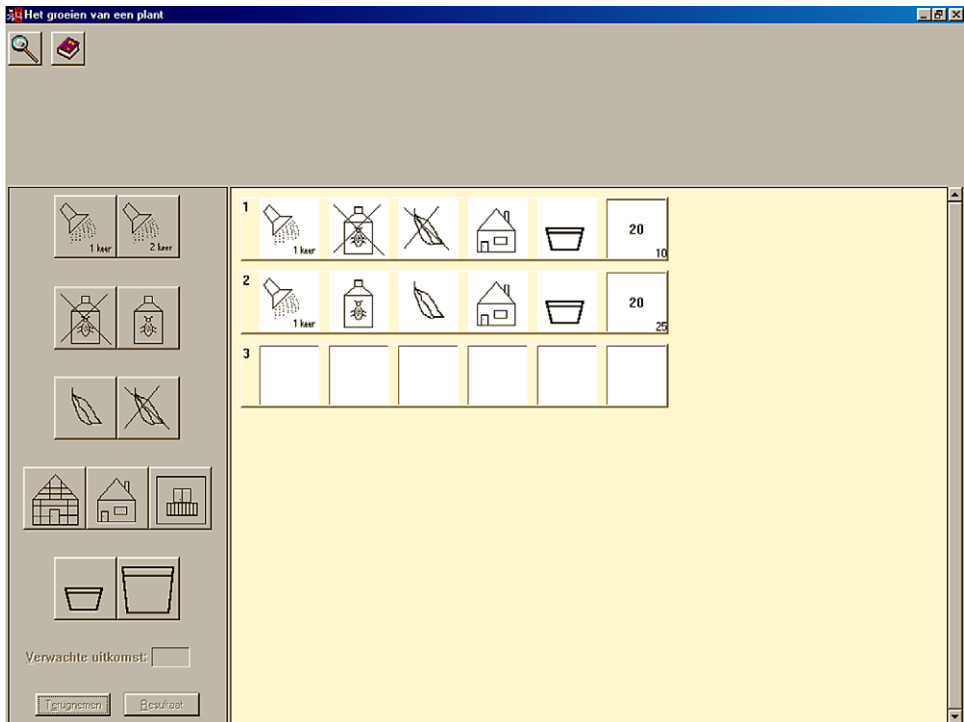 Het groeien van een plant
1 keer 2 keer
1 1 keer 20 10
2 1 keer 20 25
3
Verwachte uitkomst:
Terugnemen Resultaat